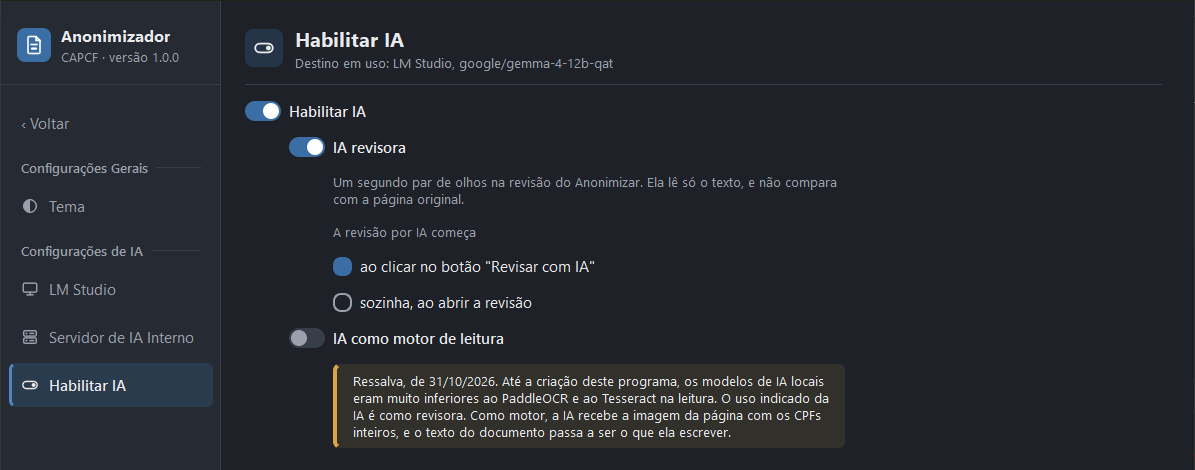 Anonimizador
CAPCF · versão 1.0.0
‹ Voltar
Configurações Gerais
Tema
Configurações de IA
LM Studio
Servidor de IA Interno
Habilitar IA
Habilitar IA
Destino em uso: LM Studio, google/gemma-4-12b-qat
Habilitar IA
IA revisora
Um segundo par de olhos na revisão do Anonimizar. Ela lê só o texto, e não compara
com a página original.
A revisão por IA começa
ao clicar no botão "Revisar com IA"
sozinha, ao abrir a revisão
IA como motor de leitura
Ressalva, de 31/10/2026. Até a criação deste programa, os modelos de IA locais
eram muito inferiores ao PaddleOCR e ao Tesseract na leitura. O uso indicado da
IA é como revisora. Como motor, a IA recebe a imagem da página com os CPFs
inteiros, e o texto do documento passa a ser o que ela escrever.